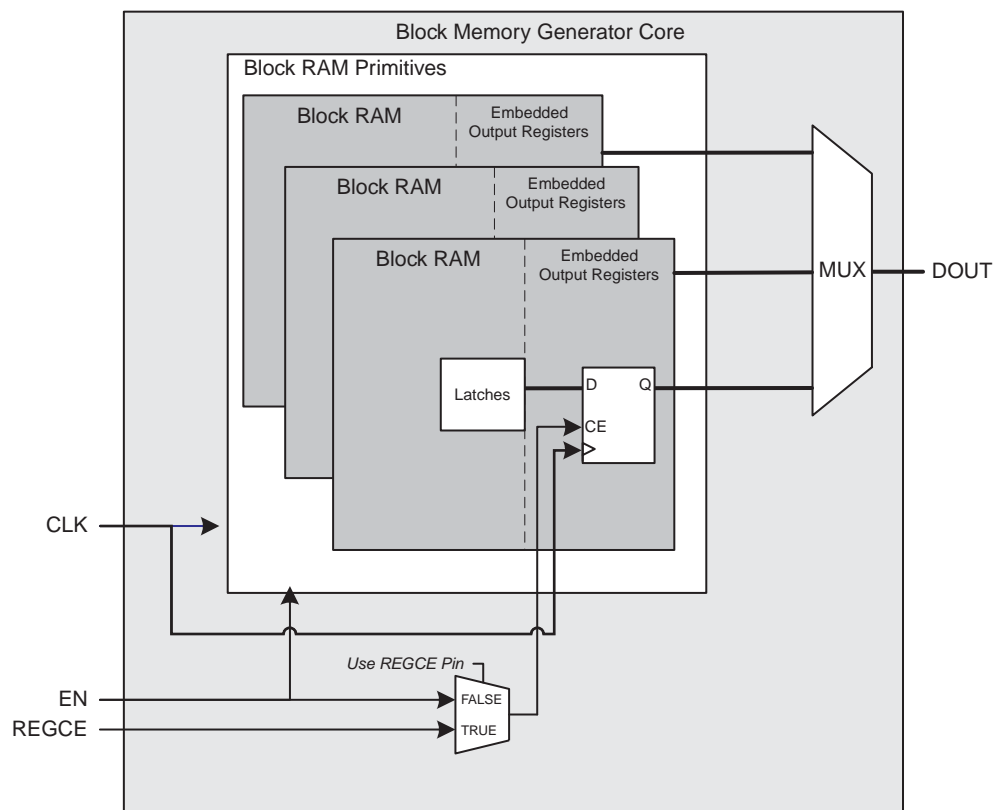 Block Memory Generator Core
Block RAM Primitives
Block RAM
Embedded
Output Registers
Block RAM
Embedded
Output Registers
Block RAM
Embedded
Output Registers
MUX
DOUT
Latches
D
Q
CE
CLK
Use REGCE Pin
EN
FALSE
REGCE
TRUE